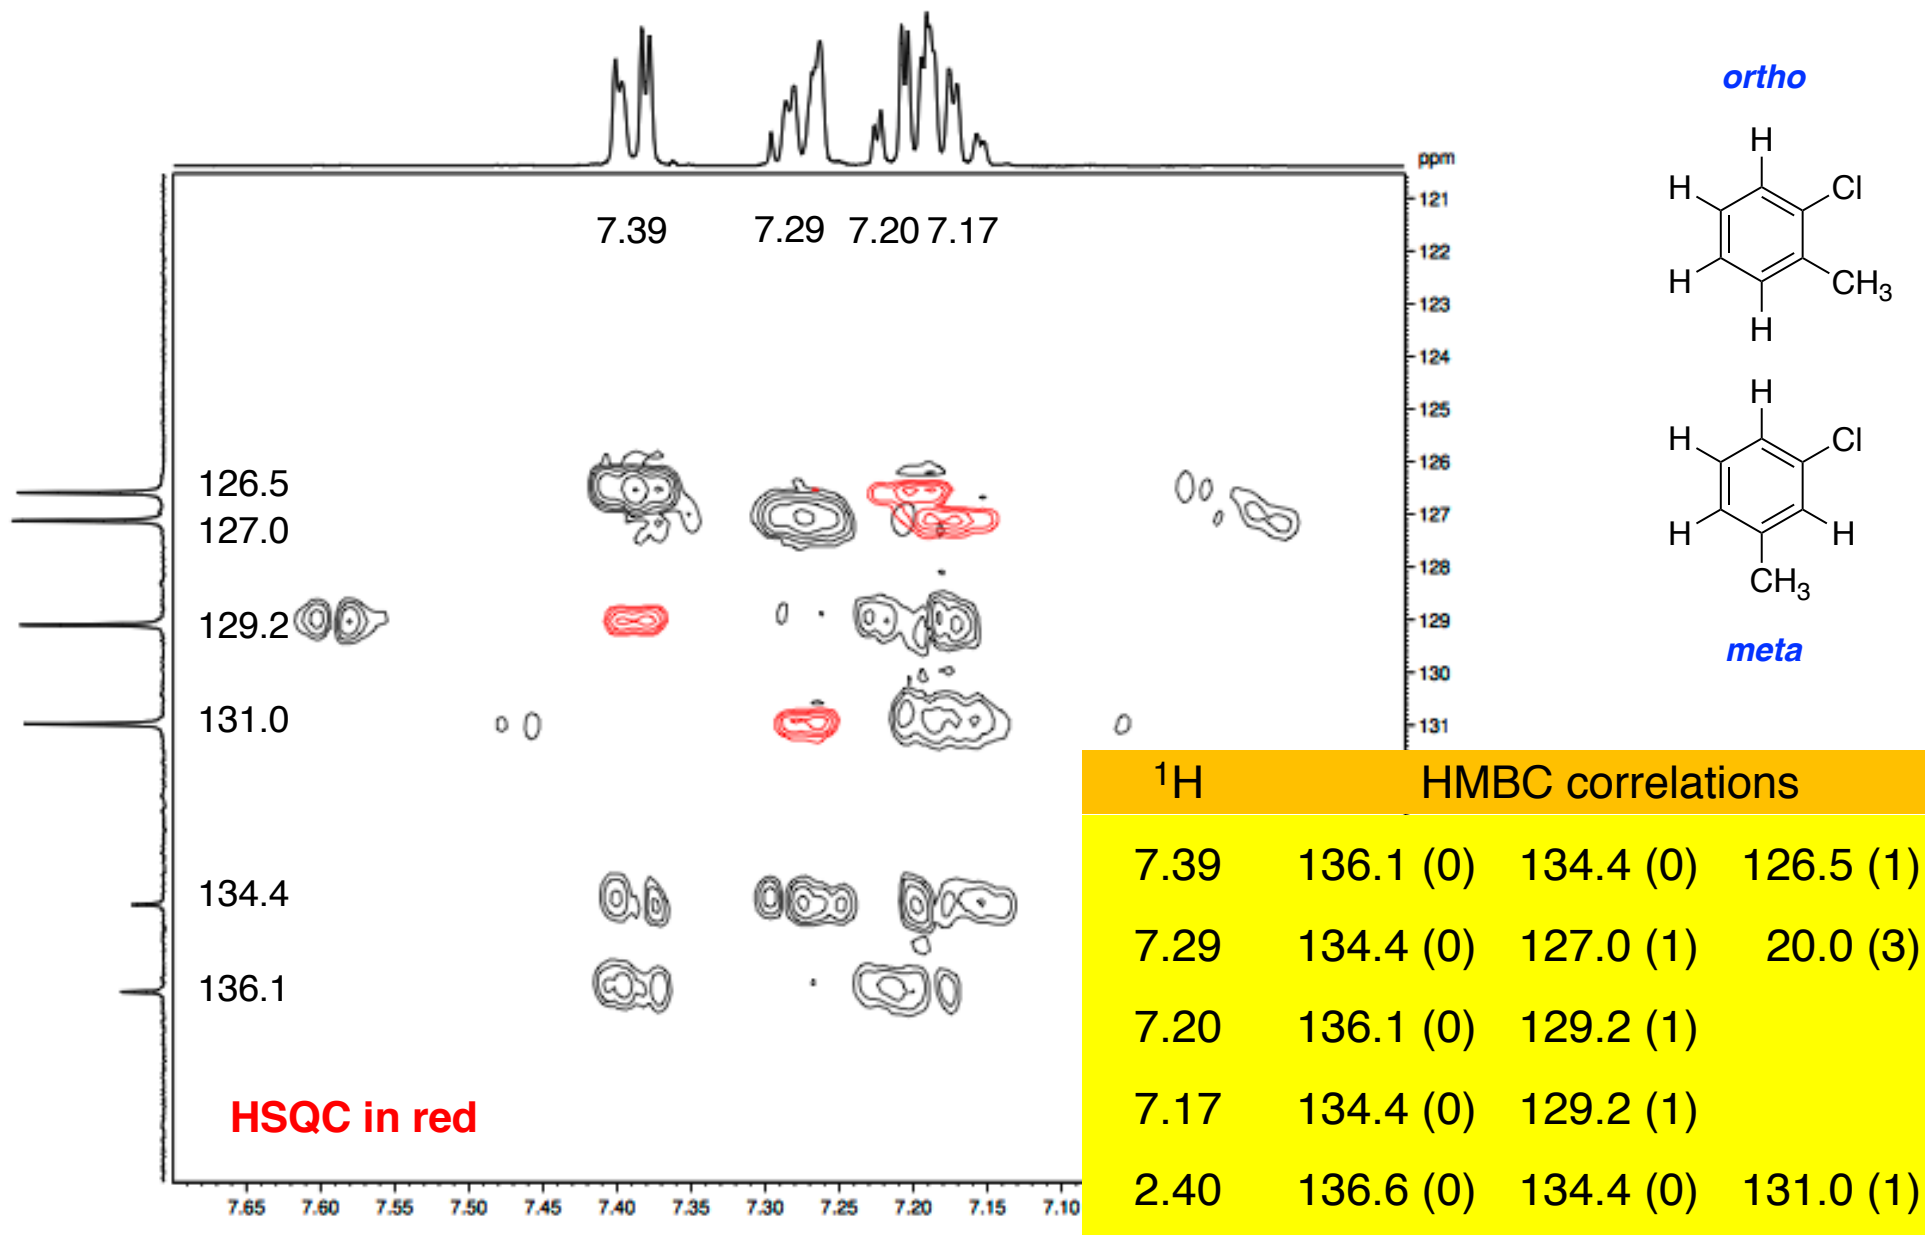 ortho
H
H
Cl
H
CH3
H
ppm
121
7.39 7.29 7.20 7.17
122
123
124
125
126
127
128
129
130
131
126.5
127.0
129.2
131.0
134.4
136.1
H
H
Cl
H
H
CH3
meta
HSQC in red
7.65 7.60 7.55 7.50 7.45 7.40 7.35 7.30 7.25 7.20 7.15 7.10
1H HMBC correlations
7.39 136.1 (0) 134.4 (0) 126.5 (1)
7.29 134.4 (0) 127.0 (1) 20.0 (3)
7.20 136.1 (0) 129.2 (1)
7.17 134.4 (0) 129.2 (1)
2.40 136.6 (0) 134.4 (0) 131.0 (1)